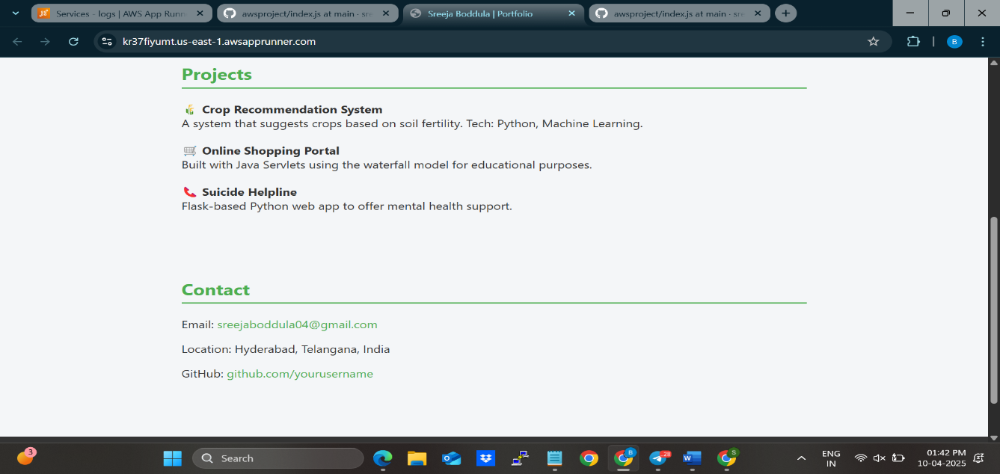 Services - logs | AWS App Runn
awsproject/index.js at main · sre
Sreeja Boddula | Portfolio
awsproject/index.js at main · sre
kr37fiyumt.us-east-1.awsapprunner.com
B
Projects
Crop Recommendation System
A system that suggests crops based on soil fertility. Tech: Python, Machine Learning.
Online Shopping Portal
Built with Java Servlets using the waterfall model for educational purposes.
Suicide Helpline
Flask-based Python web app to offer mental health support.
Contact
Email: sreejaboddula04@gmail.com
Location: Hyderabad, Telangana, India
GitHub: github.com/yourusername
3
Search
B
28
W
S
ENG
IN
01:42 PM
10-04-2025